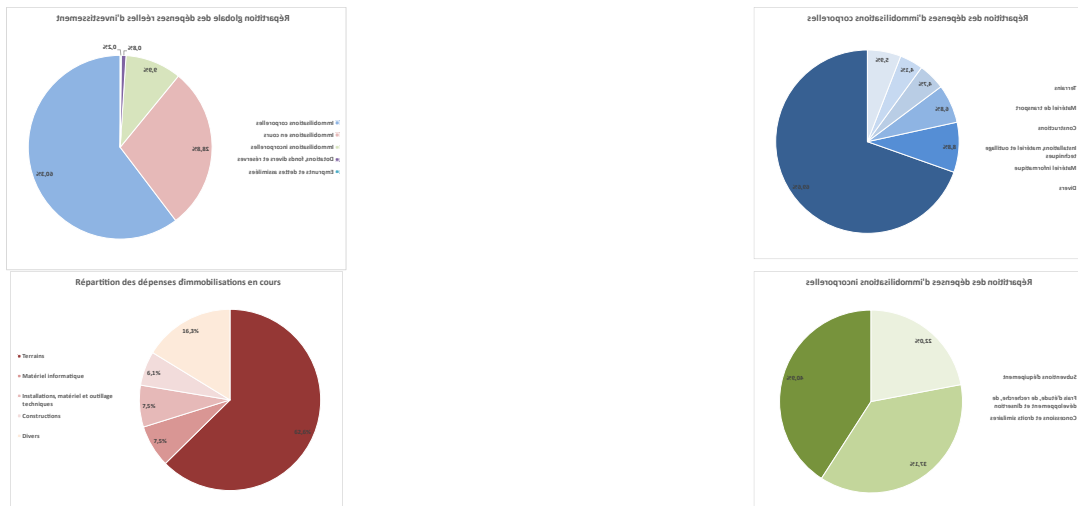 Répartition globale des dépenses réelles d'investissement
0,2%
0,8%
9,9%
28,8%
60,3%
Immobilisations corporelles
Immobilisations en cours
Immobilisations incorporelles
Dotations, fonds divers et réserves
Emprunts et dettes assimilées
Répartition des dépenses d'immobilisations corporelles
5,9%
4,1%
4,7%
6,8%
8,8%
Terrains
Matériel de transport
Constructions
Installations, matériel et outillage
techniques
Matériel informatique
Divers
Répartition des dépenses d'immobilisations en cours
16,3%
6,1%
7,5%
7,5%
Terrains
Matériel informatique
Installations, matériel et outillage
techniques
Constructions
Divers
Répartition des dépenses d'immobilisations incorporelles
22,0%
37,1%
40,9%
Subventions d'équipement
Frais d'étude, de recherche, de
développement et d'insertion
Concessions et droits similaires